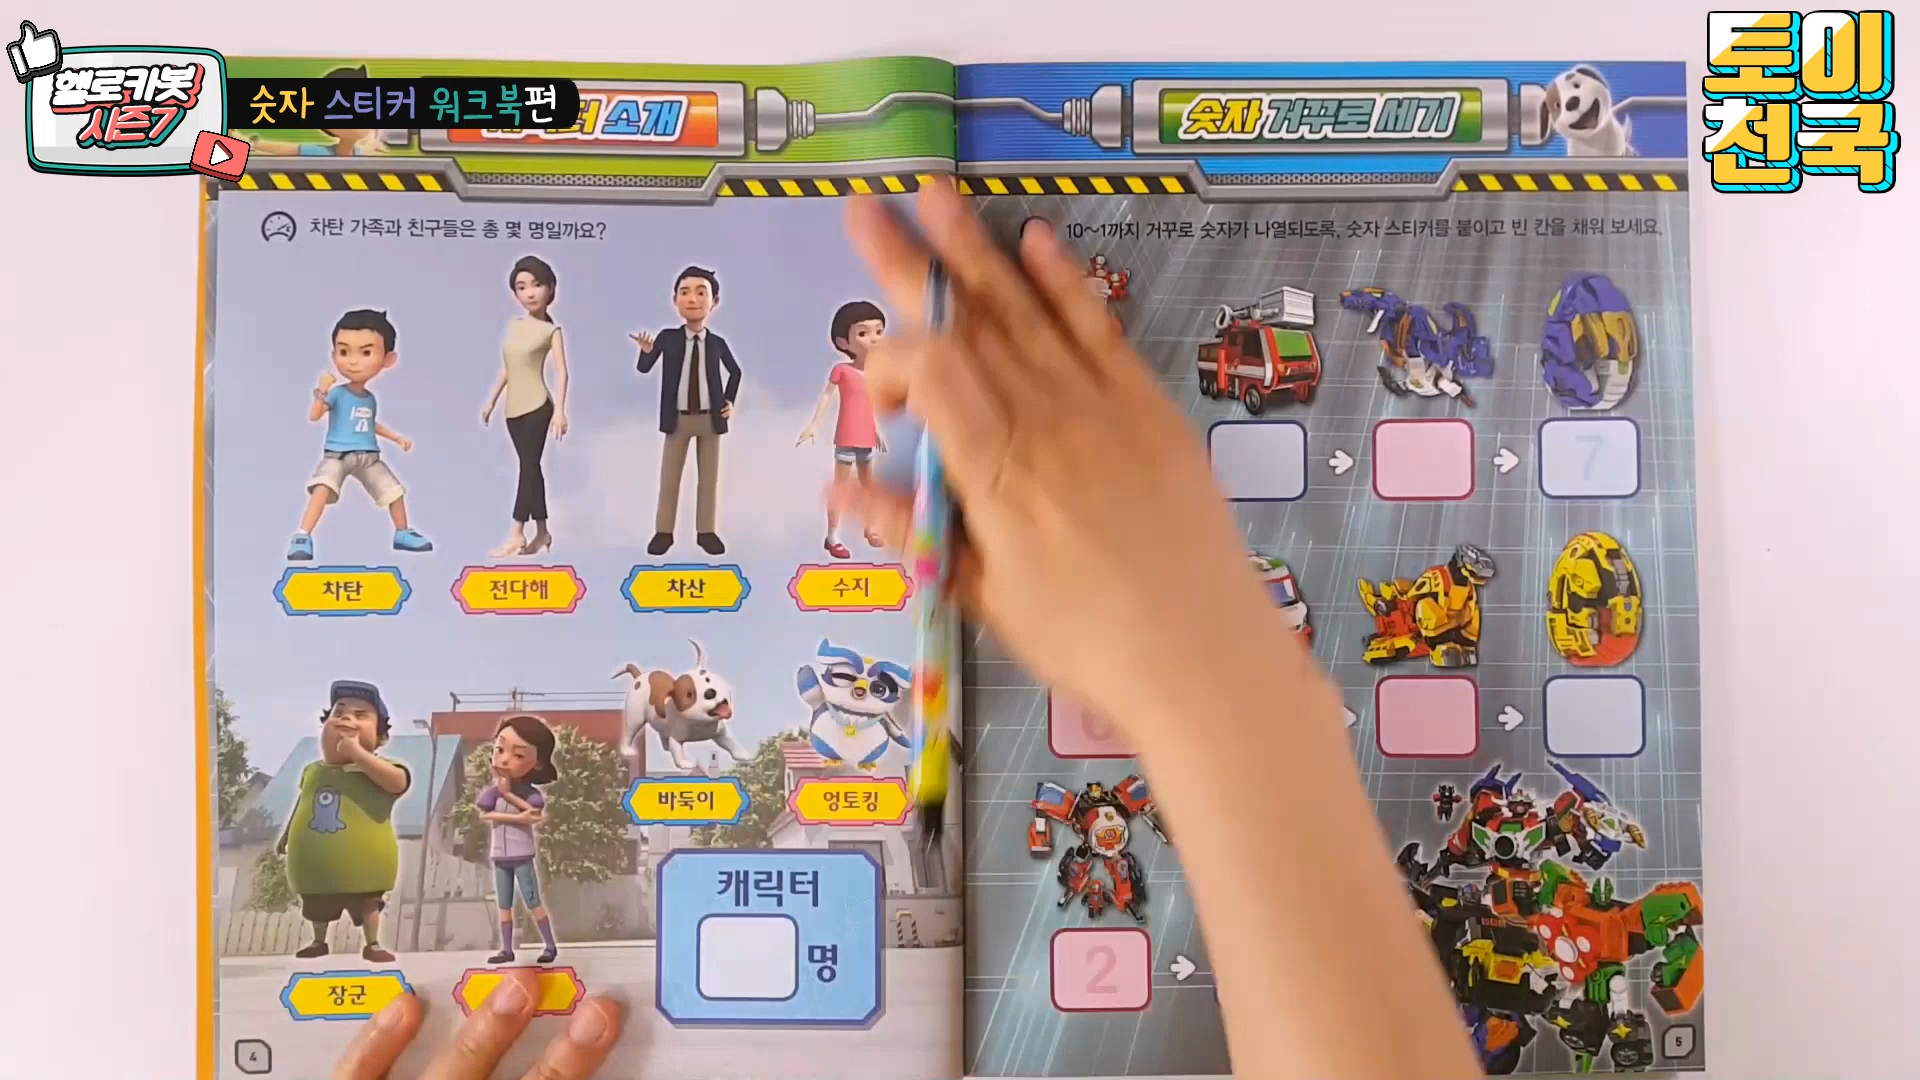 헬로카봇
시즌7
숫자 스티커 워크북편
토이
천국
소개
차탄 가족과 친구들은 총 몇 명일까요?
차탄
전다해
차산
수지
바둑이
엉토킹
장군
캐릭터
명
4
숫자 거꾸로 세기
10~1까지 거꾸로 숫자가 나열되도록, 숫자 스티커를 붙이고 빈 칸을 채워 보세요.
7
6
2
5